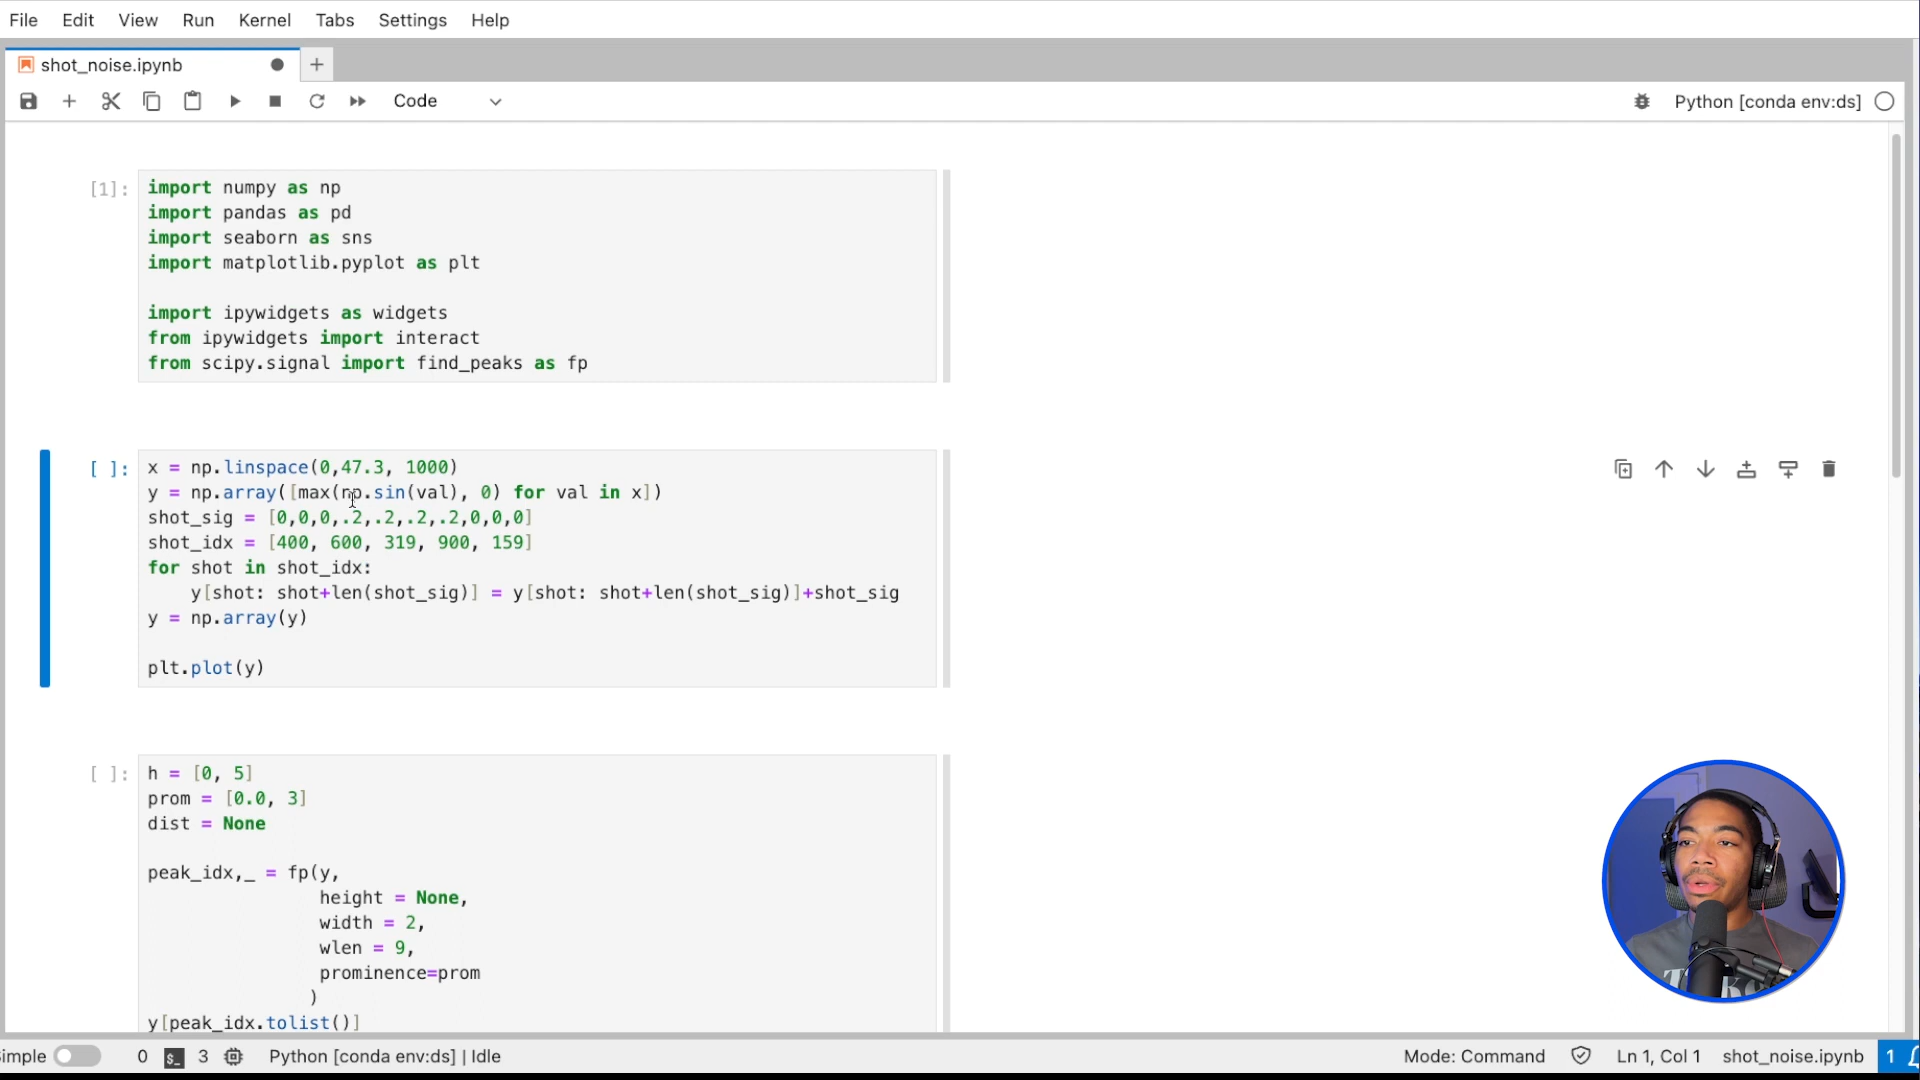 File Edit View Run Kernel Tabs Settings Help
shot_noise.ipynb
Code
Python [conda env:ds]
[1]:
import numpy as np
import pandas as pd
import seaborn as sns
import matplotlib.pyplot as plt
import ipywidgets as widgets
from ipywidgets import interact
from scipy.signal import find_peaks as fp
[ ]:
x = np.linspace(0,47.3, 1000)
y = np.array([max(np.sin(val), 0) for val in x])
shot_sig = [0,0,0,.2,.2,.2,.2,0,0,0]
shot_idx = [400, 600, 319, 900, 159]
for shot in shot_idx:
    y[shot: shot+len(shot_sig)] = y[shot: shot+len(shot_sig)]+shot_sig
y = np.array(y)
plt.plot(y)
[ ]:
h = [0, 5]
prom = [0.0, 3]
dist = None
peak_idx,_ = fp(y,
                height = None,
                width = 2,
                wlen = 9,
                prominence=prom
               )
y[peak_idx.tolist()]
imple 0 $_ 3 Python [conda env:ds] | Idle Mode: Command Ln 1, Col 1 shot_noise.ipynb 1